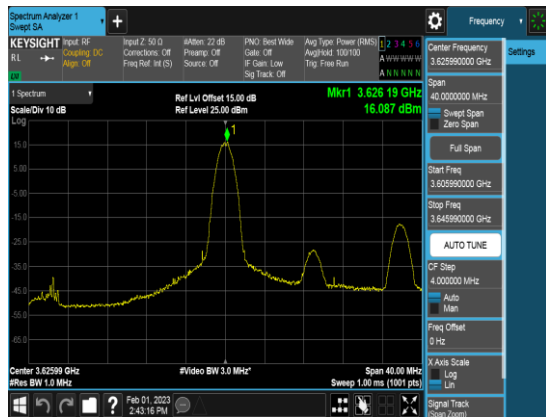 Spectrum Analyzer 1
Swept SA
Frequency
KEYSIGHT
Input: RF
Coupling: DC
Align: Off
Input Z: 50 Ω
Corrections: Off
Freq Ref: Int (S)
#Atten: 22 dB
Preamp: Off
Source: Off
PNO: Best Wide
Gate: Off
IF Gain: Low
Sig Track: Off
Avg Type: Power (RMS)
Avg|Hold: 100/100
Trig: Free Run
1 2 3 4 5 6
A W W W W W
A N N N N N
R L
LXI
1 Spectrum
Scale/Div 10 dB
Log
Ref Lvl Offset 15.00 dB
Ref Level 25.00 dBm
Mkr1 3.626 19 GHz
16.087 dBm
1
15.0
5.00
-5.00
-15.0
-25.0
-35.0
-45.0
-55.0
-65.0
Center 3.62599 GHz
#Res BW 1.0 MHz
#Video BW 3.0 MHz*
Span 40.00 MHz
Sweep 1.00 ms (1001 pts)
Feb 01, 2023
2:43:16 PM
Settings
Center Frequency
3.625990000 GHz
Span
40.0000000 MHz
Swept Span
Zero Span
Full Span
Start Freq
3.605990000 GHz
Stop Freq
3.645990000 GHz
AUTO TUNE
CF Step
4.000000 MHz
Auto
Man
Freq Offset
0 Hz
X Axis Scale
Log
Lin
Signal Track
(Span Zoom)